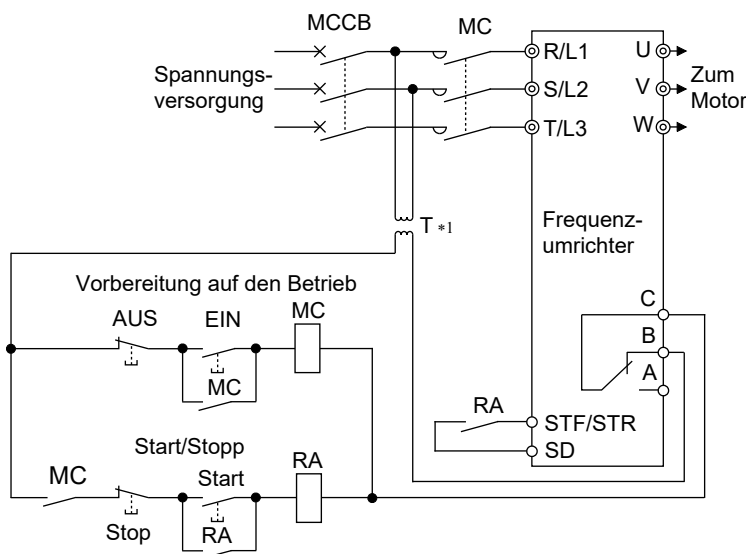 MCCB
MC
Spannungs-
versorgung
R/L1
S/L2
T/L3
U
V
W
Zum
Motor
T *1
Frequenz-
umrichter
Vorbereitung auf den Betrieb
AUS
EIN
MC
MC
C
B
A
RA
STF/STR
SD
Start/Stopp
MC
Start
RA
Stop
RA